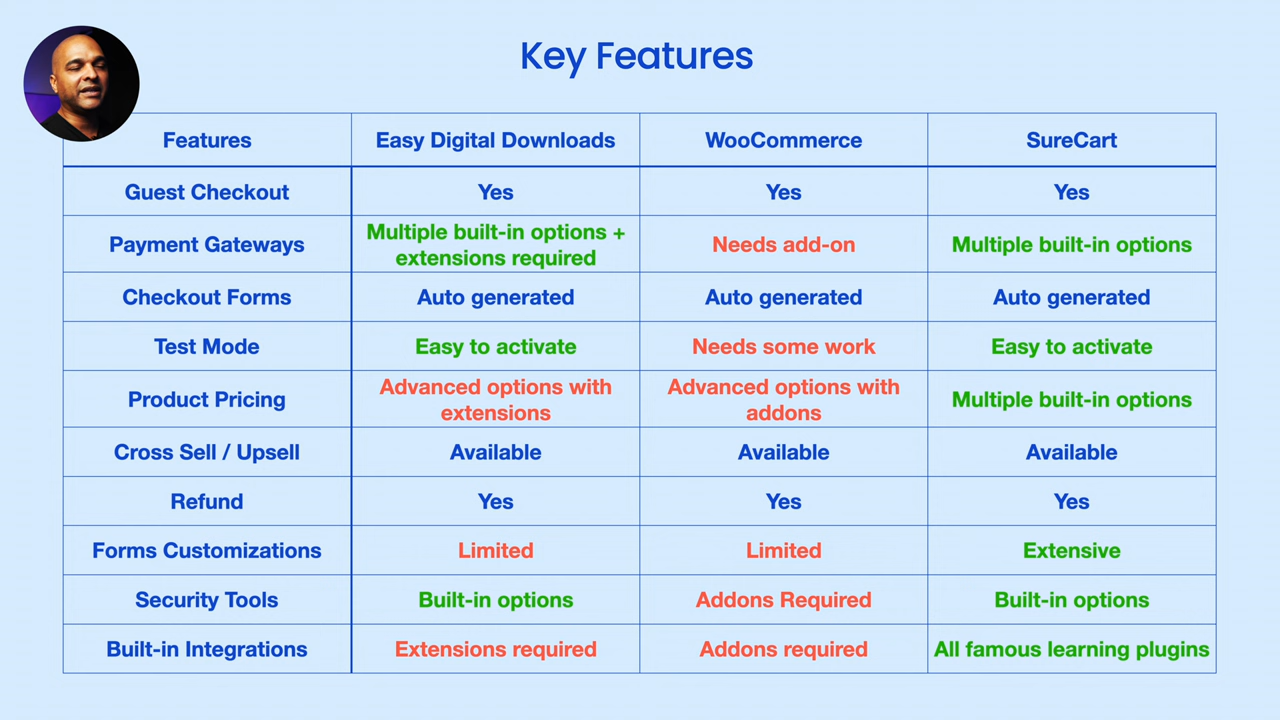 Key Features
Features Easy Digital Downloads WooCommerce SureCart
Guest Checkout Yes Yes Yes
Payment Gateways Multiple built-in options + extensions required Needs add-on Multiple built-in options
Checkout Forms Auto generated Auto generated Auto generated
Test Mode Easy to activate Needs some work Easy to activate
Product Pricing Advanced options with extensions Advanced options with addons Multiple built-in options
Cross Sell / Upsell Available Available Available
Refund Yes Yes Yes
Forms Customizations Limited Limited Extensive
Security Tools Built-in options Addons Required Built-in options
Built-in Integrations Extensions required Addons required All famous learning plugins